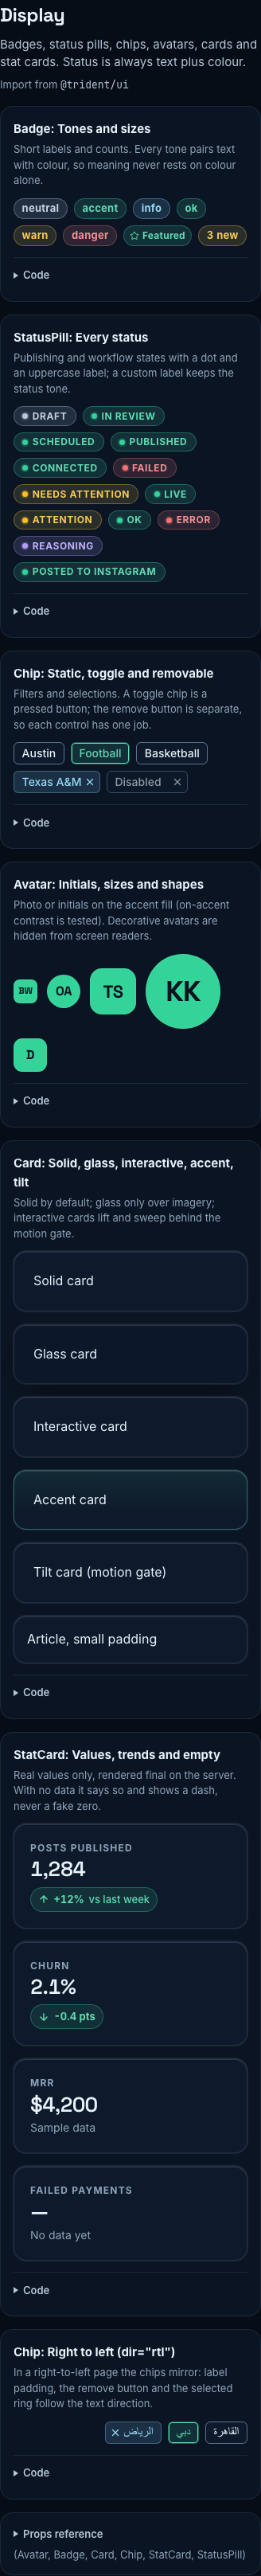 Display
Badges, status pills, chips, avatars, cards and
stat cards. Status is always text plus colour.
Import from @trident/ui
Badge: Tones and sizes
Short labels and counts. Every tone pairs text
with colour, so meaning never rests on colour
alone.
neutral accent info ok
warn danger Featured 3 new
Code
StatusPill: Every status
Publishing and workflow states with a dot and
an uppercase label; a custom label keeps the
status tone.
DRAFT IN REVIEW
SCHEDULED PUBLISHED
CONNECTED FAILED
NEEDS ATTENTION LIVE
ATTENTION OK ERROR
REASONING
POSTED TO INSTAGRAM
Code
Chip: Static, toggle and removable
Filters and selections. A toggle chip is a
pressed button; the remove button is separate,
so each control has one job.
Austin Football Basketball
Texas A&M × Disabled ×
Code
Avatar: Initials, sizes and shapes
Photo or initials on the accent fill (on-accent
contrast is tested). Decorative avatars are
hidden from screen readers.
BW OA TS KK
D
Code
Card: Solid, glass, interactive, accent,
tilt
Solid by default; glass only over imagery;
interactive cards lift and sweep behind the
motion gate.
Solid card
Glass card
Interactive card
Accent card
Tilt card (motion gate)
Article, small padding
Code
StatCard: Values, trends and empty
Real values only, rendered final on the server.
With no data it says so and shows a dash,
never a fake zero.
POSTS PUBLISHED
1,284
↑ +12% vs last week
CHURN
2.1%
↓ -0.4 pts
MRR
$4,200
Sample data
FAILED PAYMENTS
—
No data yet
Code
Chip: Right to left (dir="rtl")
In a right-to-left page the chips mirror: label
padding, the remove button and the selected
ring follow the text direction.
القاهرة دبي الرياض ×
Code
Props reference
(Avatar, Badge, Card, Chip, StatCard, StatusPill)